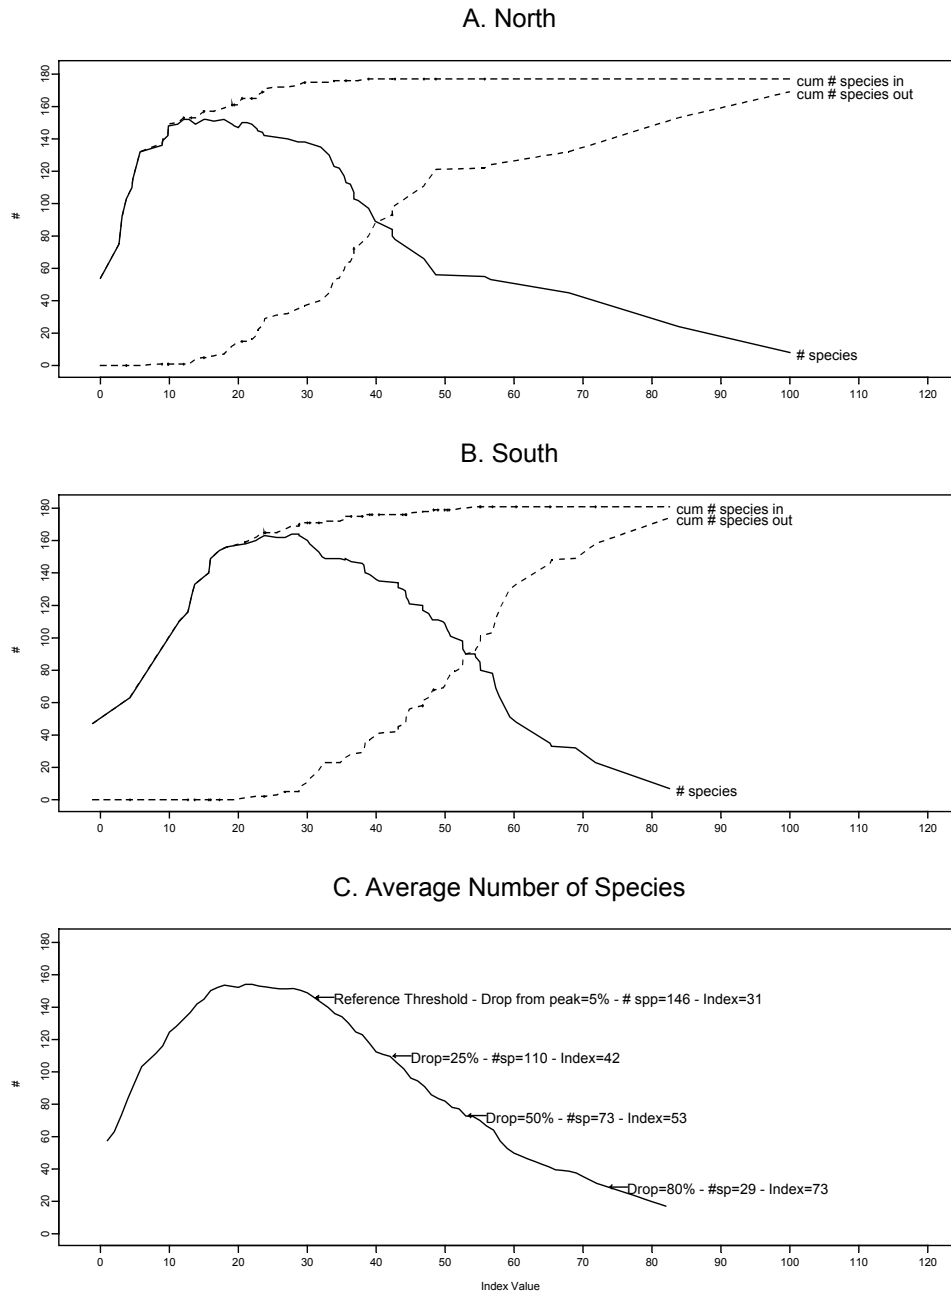 A. North
180
160
140
120
100
80
60
40
20
0
#
cum # species in
cum # species out
# species
0 10 20 30 40 50 60 70 80 90 100 110 120
B. South
180
160
140
120
100
80
60
40
20
0
#
cum # species in
cum # species out
# species
0 10 20 30 40 50 60 70 80 90 100 110 120
C. Average Number of Species
180
160
140
120
100
80
60
40
20
0
#
Reference Threshold - Drop from peak=5% - # spp=146 - Index=31
Drop=25% - #sp=110 - Index=42
Drop=50% - #sp=73 - Index=53
Drop=80% - #sp=29 - Index=73
0 10 20 30 40 50 60 70 80 90 100 110 120
Index Value